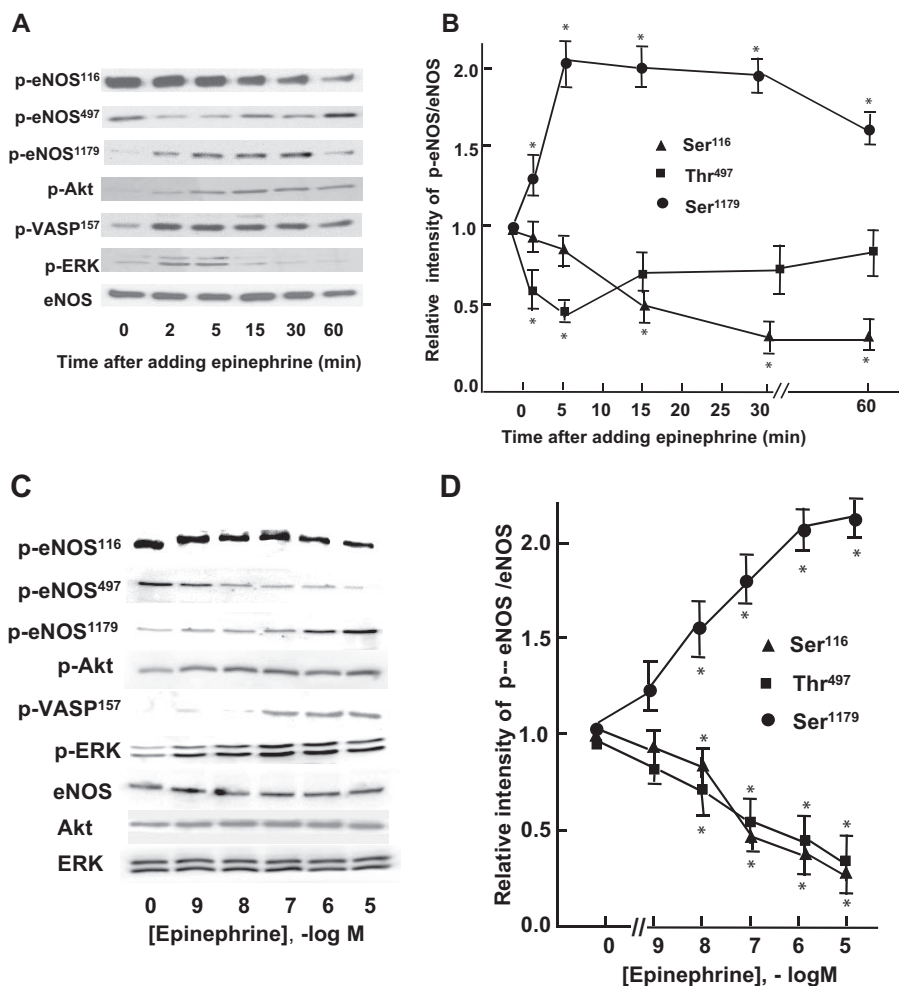 A
p-eNOS¹¹⁶
p-eNOS⁴⁹⁷
p-eNOS¹¹⁷⁹
p-Akt
p-VASP¹⁵⁷
p-ERK
eNOS
0 2 5 15 30 60
Time after adding epinephrine (min)
B
Relative intensity of p-eNOS/eNOS
2.0
1.5
1.0
0.5
0.0
* * * * *
* * * * *
Ser¹¹⁶
Thr⁴⁹⁷
Ser¹¹⁷⁹
0 5 10 15 20 25 30 // 60
Time after adding epinephrine (min)
C
p-eNOS¹¹⁶
p-eNOS⁴⁹⁷
p-eNOS¹¹⁷⁹
p-Akt
p-VASP¹⁵⁷
p-ERK
eNOS
Akt
ERK
0 9 8 7 6 5
[Epinephrine], -log M
D
Relative intensity of p-- eNOS /eNOS
2.0
1.5
1.0
0.5
0.0
* * * * *
* * * * * * *
Ser¹¹⁶
Thr⁴⁹⁷
Ser¹¹⁷⁹
0 // 9 8 7 6 5
[Epinephrine], - logM